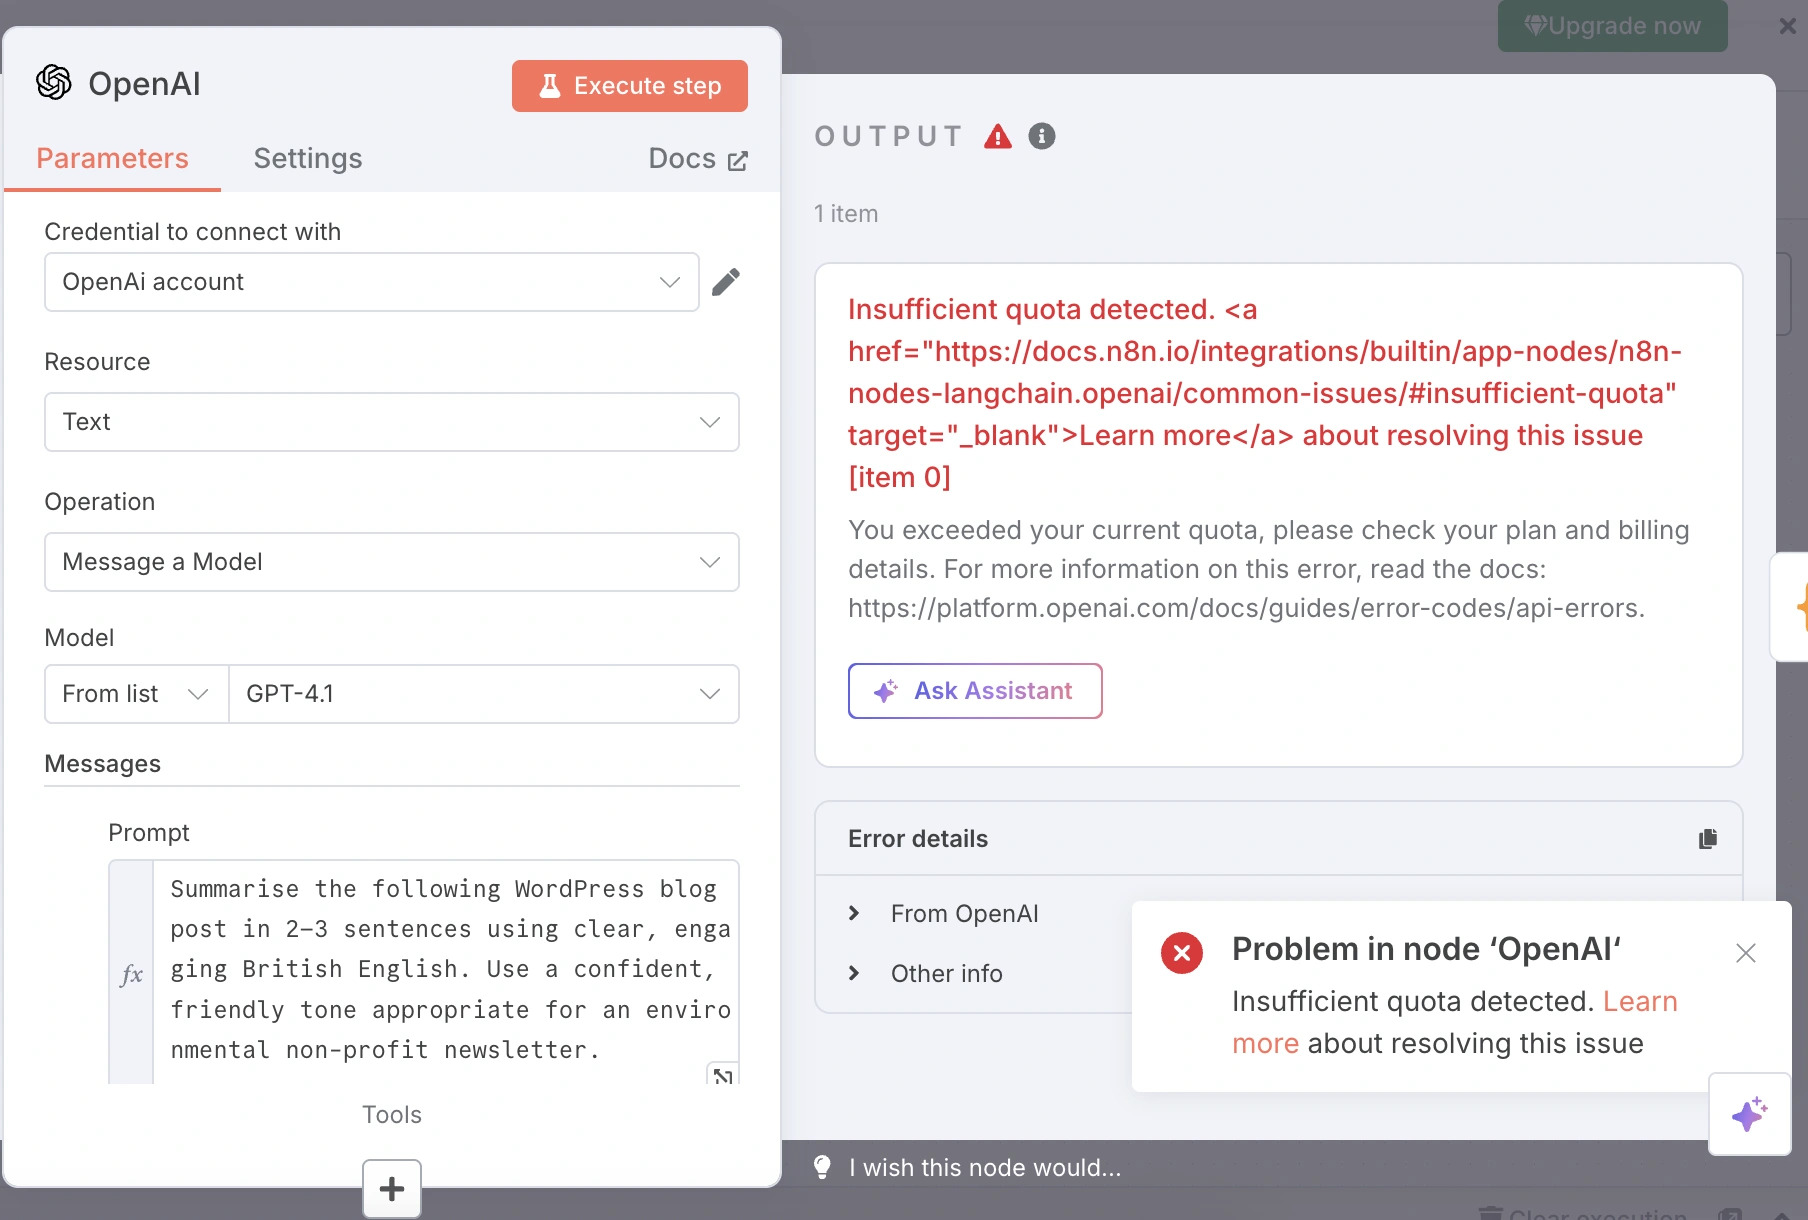 Upgrade now
OpenAI
Execute step
Parameters
Settings
Docs
Credential to connect with
OpenAi account
Resource
Text
Operation
Message a Model
Model
From list
GPT-4.1
Messages
Prompt
fx
Summarise the following WordPress blog
post in 2–3 sentences using clear, enga
ging British English. Use a confident,
friendly tone appropriate for an enviro
nmental non-profit newsletter.
Tools
OUTPUT
1 item
Insufficient quota detected. <a
href="https://docs.n8n.io/integrations/builtin/app-nodes/n8n-
nodes-langchain.openai/common-issues/#insufficient-quota"
target="_blank">Learn more</a> about resolving this issue
[item 0]
You exceeded your current quota, please check your plan and billing
details. For more information on this error, read the docs:
https://platform.openai.com/docs/guides/error-codes/api-errors.
Ask Assistant
Error details
From OpenAI
Other info
Problem in node ‘OpenAI‘
Insufficient quota detected. Learn
more about resolving this issue
I wish this node would...
Clear execution